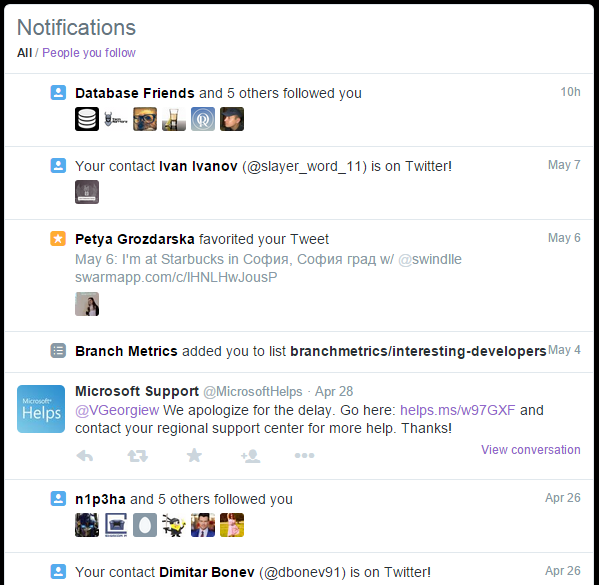 Notifications
All / People you follow
Database Friends and 5 others followed you 10h
Your contact Ivan Ivanov (@slayer_word_11) is on Twitter! May 7
Petya Grozdarska favorited your Tweet May 6
May 6: I'm at Starbucks in София, София град w/ @swindlle
swarmapp.com/c/lHNLHwJousP
Branch Metrics added you to list branchmetrics/interesting-developers May 4
Microsoft Support @MicrosoftHelps · Apr 28
Microsoft
Helps
@VGeorgiew We apologize for the delay. Go here: helps.ms/w97GXF and
contact your regional support center for more help. Thanks!
View conversation
n1p3ha and 5 others followed you Apr 26
Your contact Dimitar Bonev (@dbonev91) is on Twitter! Apr 26